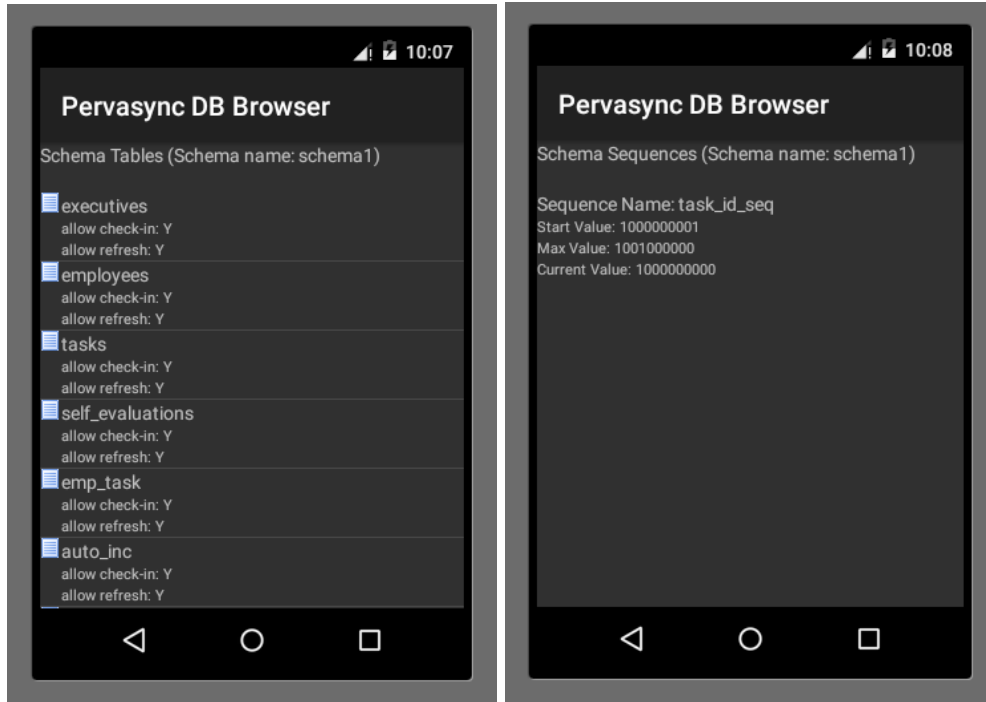 10:07
Pervasync DB Browser
Schema Tables (Schema name: schema1)
executives
allow check-in: Y
allow refresh: Y
employees
allow check-in: Y
allow refresh: Y
tasks
allow check-in: Y
allow refresh: Y
self_evaluations
allow check-in: Y
allow refresh: Y
emp_task
allow check-in: Y
allow refresh: Y
auto_inc
allow check-in: Y
allow refresh: Y
10:08
Pervasync DB Browser
Schema Sequences (Schema name: schema1)
Sequence Name: task_id_seq
Start Value: 1000000001
Max Value: 1001000000
Current Value: 1000000000